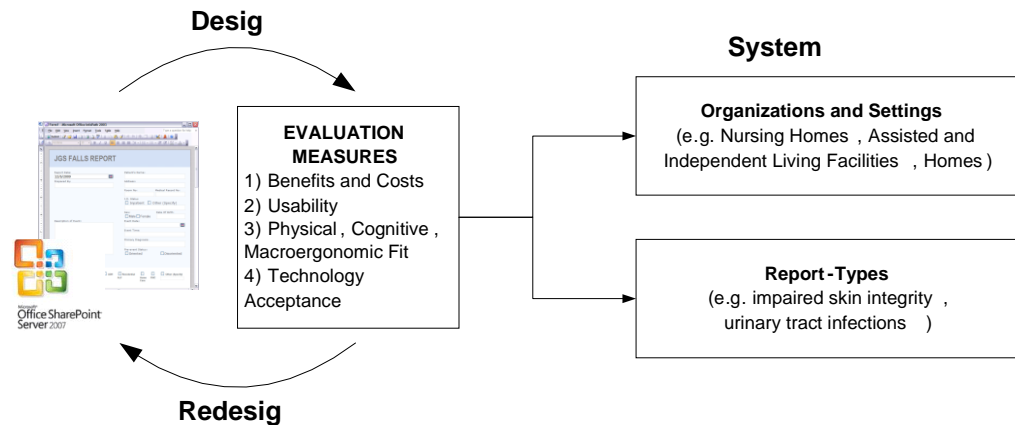 Desig
System
JGS FALLS REPORT
Microsoft
Office SharePoint
Server 2007
EVALUATION
MEASURES
1) Benefits and Costs
2) Usability
3) Physical , Cognitive ,
Macroergonomic Fit
4) Technology
Acceptance
Organizations and Settings
(e.g. Nursing Homes , Assisted and
Independent Living Facilities , Homes )
Report-Types
(e.g. impaired skin integrity ,
urinary tract infections )
Redesig